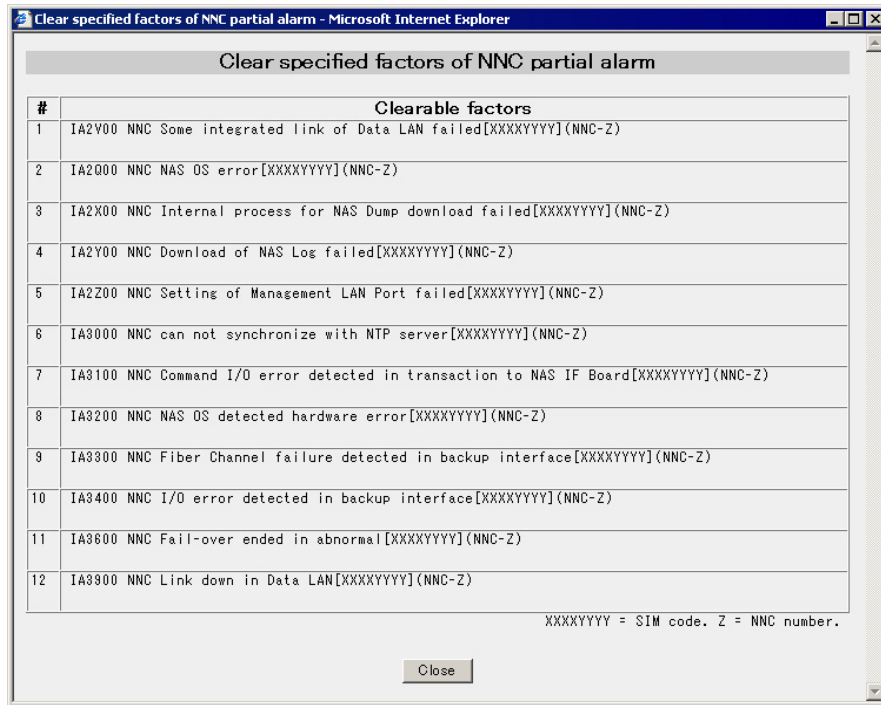 Clear specified factors of NNC partial alarm - Microsoft Internet Explorer
Clear specified factors of NNC partial alarm
# Clearable factors
1 IA2V00 NNC Some integrated link of Data LAN failed[XXXXYYYY](NNC-Z)
2 IA2Q00 NNC NAS OS error[XXXXYYYY](NNC-Z)
3 IA2X00 NNC Internal process for NAS Dump download failed[XXXXYYYY](NNC-Z)
4 IA2Y00 NNC Download of NAS Log failed[XXXXYYYY](NNC-Z)
5 IA2Z00 NNC Setting of Management LAN Port failed[XXXXYYYY](NNC-Z)
6 IA3000 NNC can not synchronize with NTP server[XXXXYYYY](NNC-Z)
7 IA3100 NNC Command I/O error detected in transaction to NAS IF Board[XXXXYYYY](NNC-Z)
8 IA3200 NNC NAS OS detected hardware error[XXXXYYYY](NNC-Z)
9 IA3300 NNC Fiber Channel failure detected in backup interface[XXXXYYYY](NNC-Z)
10 IA3400 NNC I/O error detected in backup interface[XXXXYYYY](NNC-Z)
11 IA3600 NNC Fail-over ended in abnormal[XXXXYYYY](NNC-Z)
12 IA3900 NNC Link down in Data LAN[XXXXYYYY](NNC-Z)
XXXXYYYY = SIM code. Z = NNC number.
Close